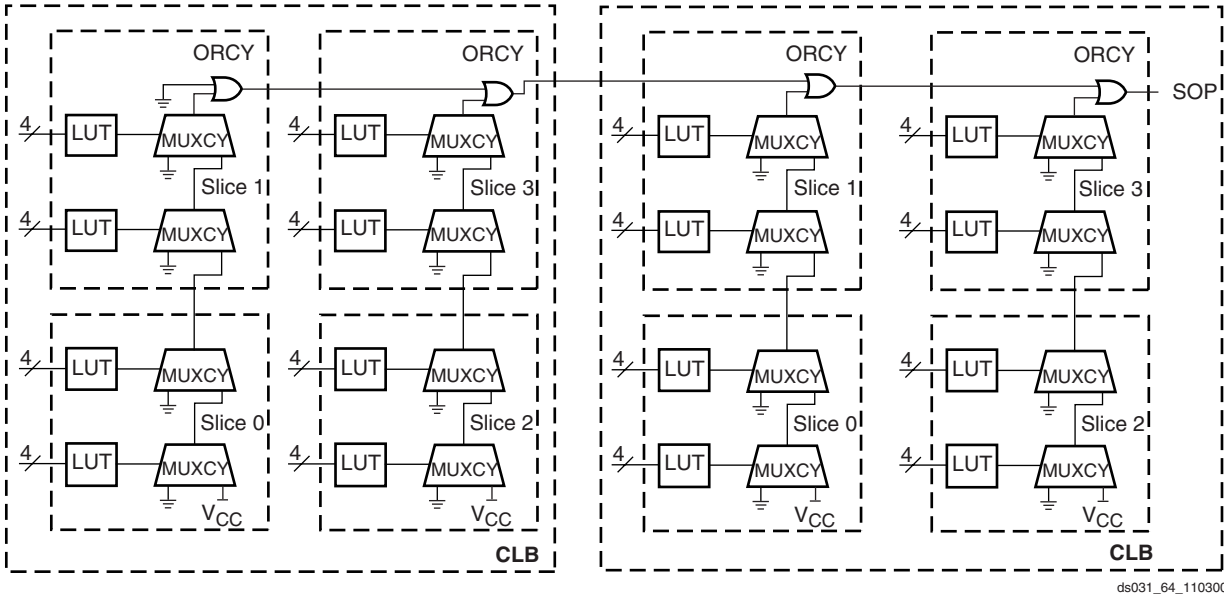 ORCY ORCY ORCY ORCY
SOP
4 LUT MUXCY 4 LUT MUXCY 4 LUT MUXCY 4 LUT MUXCY
Slice 1 Slice 3 Slice 1 Slice 3
4 LUT MUXCY 4 LUT MUXCY 4 LUT MUXCY 4 LUT MUXCY
4 LUT MUXCY 4 LUT MUXCY 4 LUT MUXCY 4 LUT MUXCY
Slice 0 Slice 2 Slice 0 Slice 2
4 LUT MUXCY 4 LUT MUXCY 4 LUT MUXCY 4 LUT MUXCY
VCC VCC VCC VCC
CLB CLB
ds031_64_110300